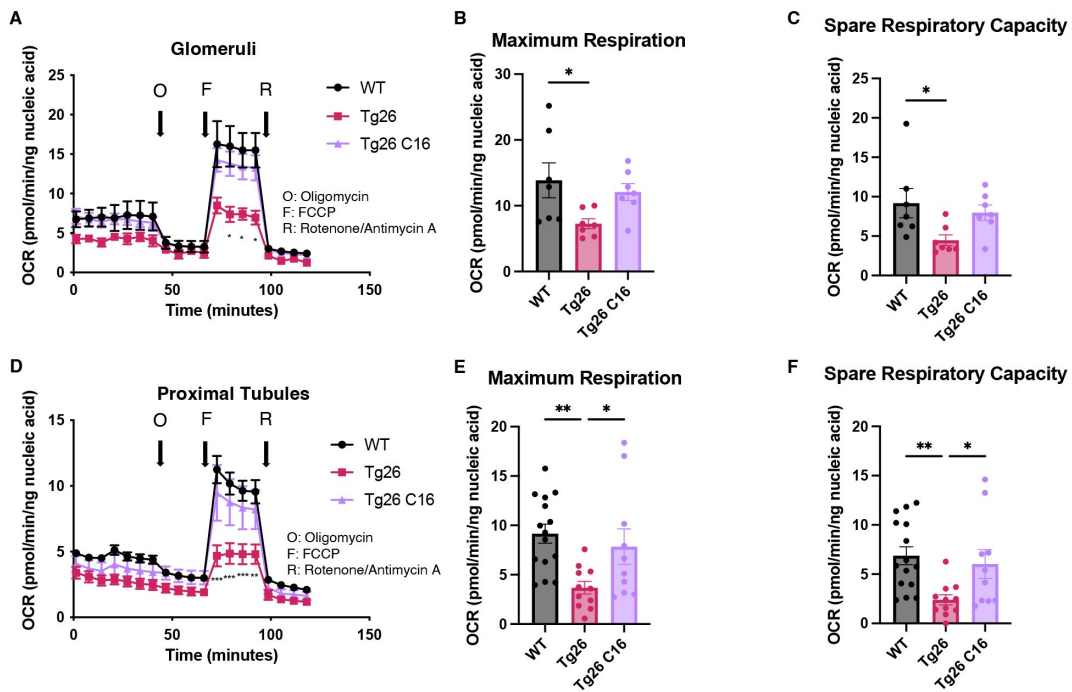 A
Glomeruli
OCR (pmol/min/ng nucleic acid)
25
20
15
10
5
0
O
F
R
WT
Tg26
Tg26 C16
O: Oligomycin
F: FCCP
R: Rotenone/Antimycin A
* * *
0 50 100 150
Time (minutes)
B
Maximum Respiration
OCR (pmol/min/ng nucleic acid)
30
20
10
0
*
WT
Tg26
Tg26 C16
C
Spare Respiratory Capacity
OCR (pmol/min/ng nucleic acid)
25
20
15
10
5
0
*
WT
Tg26
Tg26 C16
D
Proximal Tubules
OCR (pmol/min/ng nucleic acid)
15
10
5
0
O
F
R
WT
Tg26
Tg26 C16
O: Oligomycin
F: FCCP
R: Rotenone/Antimycin A
0 50 100 150
Time (minutes)
E
Maximum Respiration
OCR (pmol/min/ng nucleic acid)
20
15
10
5
0
** *
WT
Tg26
Tg26 C16
F
Spare Respiratory Capacity
OCR (pmol/min/ng nucleic acid)
20
15
10
5
0
** *
WT
Tg26
Tg26 C16